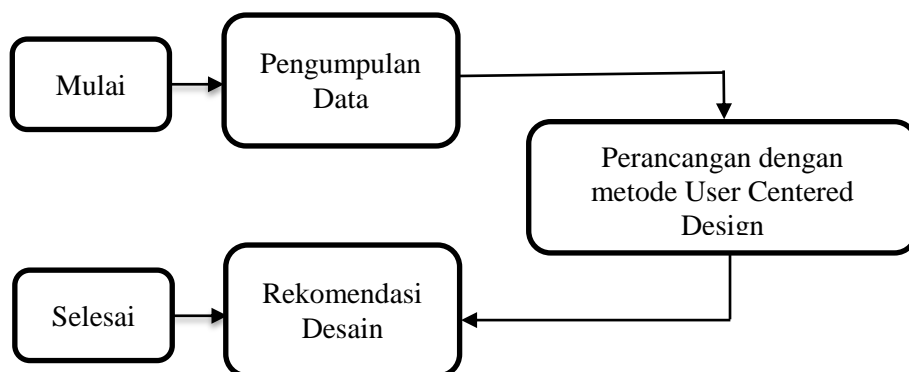 Mulai
Pengumpulan
Data
Perancangan dengan
metode User Centered
Design
Rekomendasi
Desain
Selesai